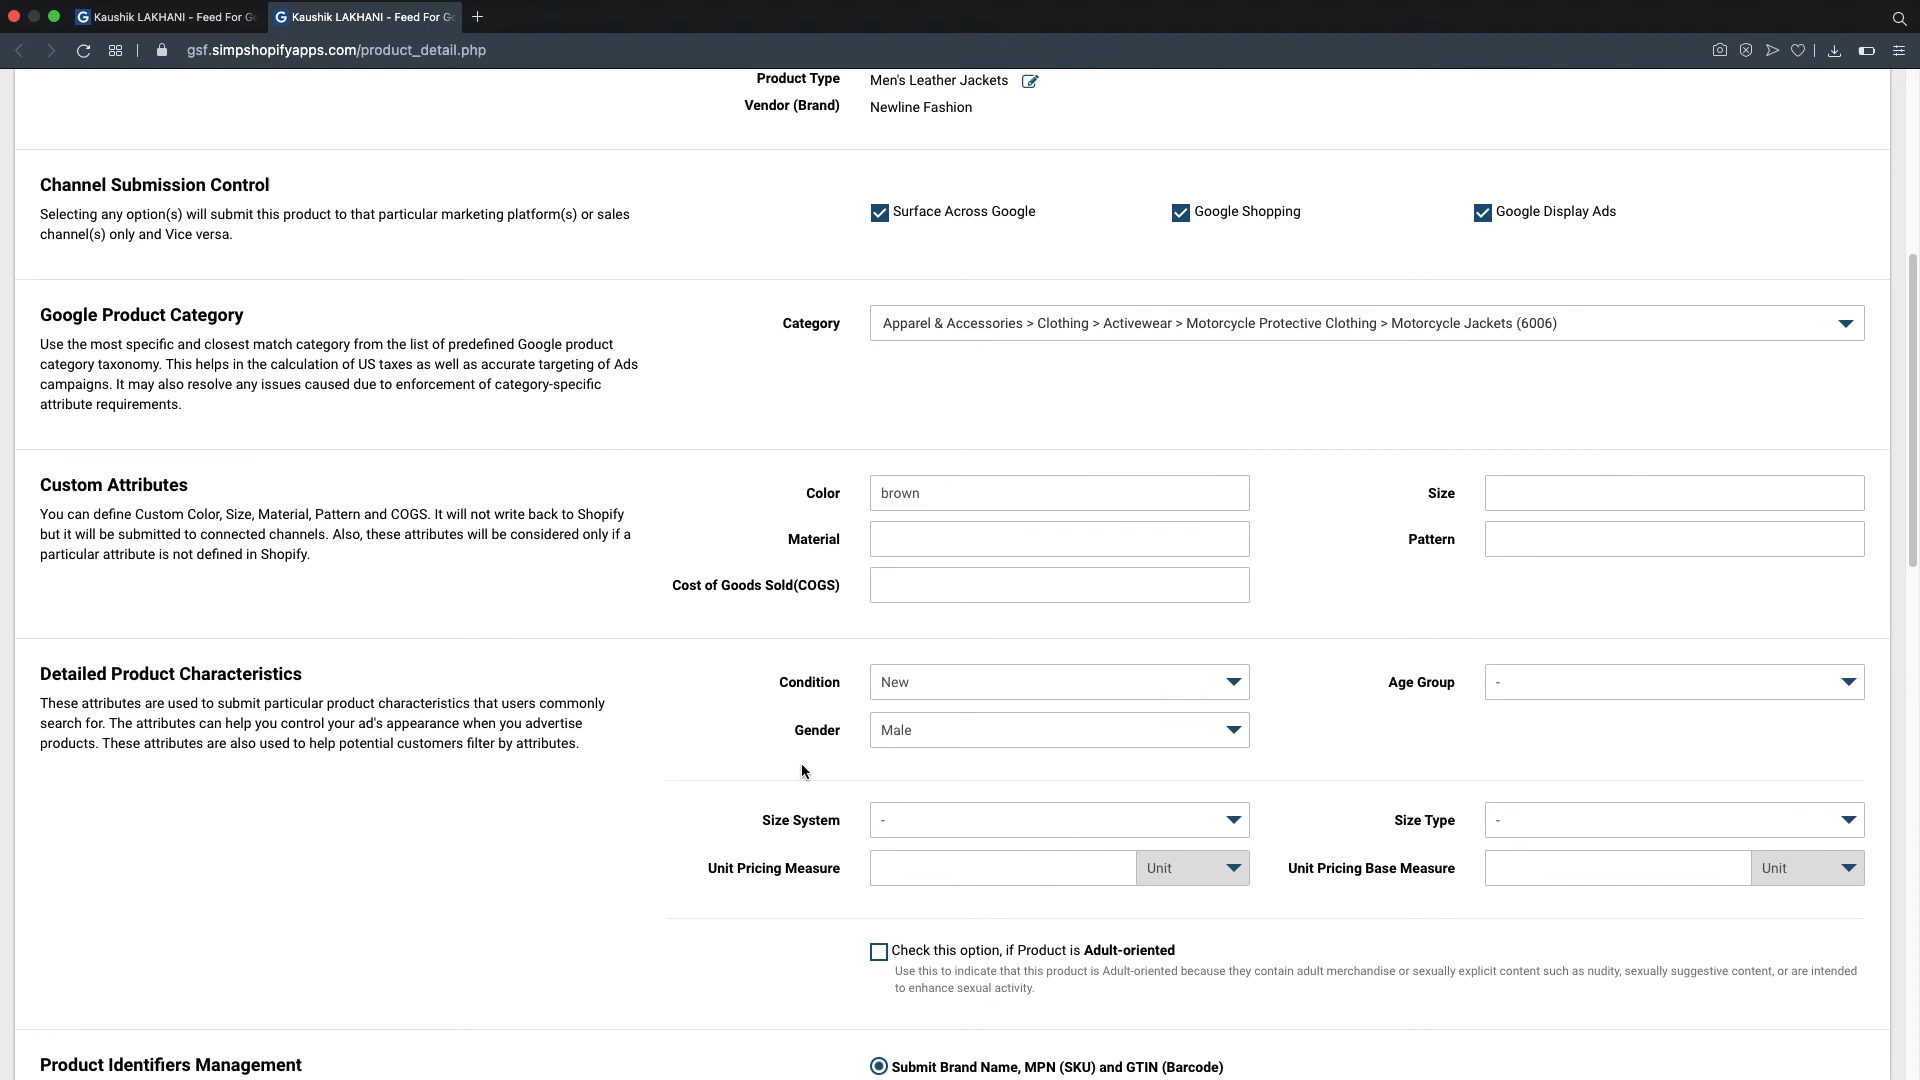 Kaushik LAKHANI - Feed For Go
Kaushik LAKHANI - Feed For Go
gsf.simpshopifyapps.com/product_detail.php
Product Type
Men's Leather Jackets
Vendor (Brand)
Newline Fashion
Channel Submission Control
Selecting any option(s) will submit this product to that particular marketing platform(s) or sales
channel(s) only and Vice versa.
Surface Across Google
Google Shopping
Google Display Ads
Google Product Category
Use the most specific and closest match category from the list of predefined Google product
category taxonomy. This helps in the calculation of US taxes as well as accurate targeting of Ads
campaigns. It may also resolve any issues caused due to enforcement of category-specific
attribute requirements.
Category
Apparel & Accessories > Clothing > Activewear > Motorcycle Protective Clothing > Motorcycle Jackets (6006)
Custom Attributes
You can define Custom Color, Size, Material, Pattern and COGS. It will not write back to Shopify
but it will be submitted to connected channels. Also, these attributes will be considered only if a
particular attribute is not defined in Shopify.
Color
brown
Size
Material
Pattern
Cost of Goods Sold(COGS)
Detailed Product Characteristics
These attributes are used to submit particular product characteristics that users commonly
search for. The attributes can help you control your ad's appearance when you advertise
products. These attributes are also used to help potential customers filter by attributes.
Condition
New
Age Group
-
Gender
Male
Size System
-
Size Type
-
Unit Pricing Measure
Unit
Unit Pricing Base Measure
Unit
Check this option, if Product is Adult-oriented
Use this to indicate that this product is Adult-oriented because they contain adult merchandise or sexually explicit content such as nudity, sexually suggestive content, or are intended
to enhance sexual activity.
Product Identifiers Management
Submit Brand Name, MPN (SKU) and GTIN (Barcode)